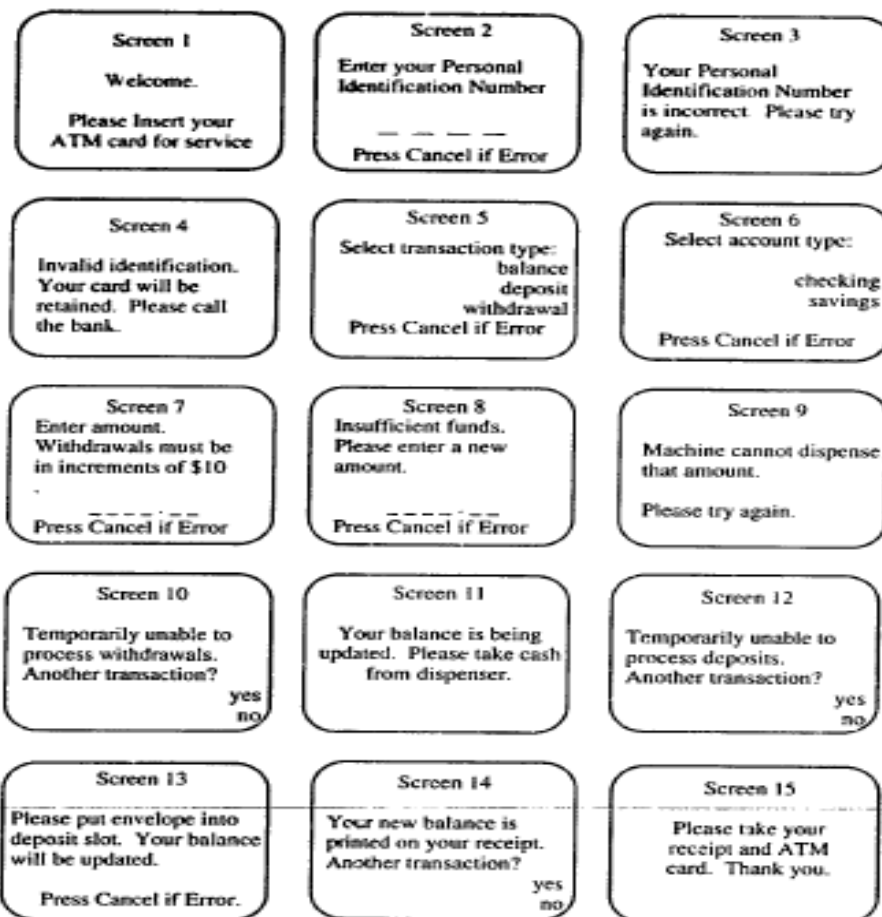 Screen 1
Welcome.
Please Insert your
ATM card for service
Screen 2
Enter your Personal
Identification Number
_ _ _ _
Press Cancel if Error
Screen 3
Your Personal
Identification Number
is incorrect. Please try
again.
Screen 4
Invalid identification.
Your card will be
retained. Please call
the bank.
Screen 5
Select transaction type:
balance
deposit
withdrawal
Press Cancel if Error
Screen 6
Select account type:
checking
savings
Press Cancel if Error
Screen 7
Enter amount.
Withdrawals must be
in increments of $10
.
_ _ _ _ . _ _
Press Cancel if Error
Screen 8
Insufficient funds.
Please enter a new
amount.
_ _ _ _ . _ _
Press Cancel if Error
Screen 9
Machine cannot dispense
that amount.
Please try again.
Screen 10
Temporarily unable to
process withdrawals.
Another transaction?
yes
no
Screen 11
Your balance is being
updated. Please take cash
from dispenser.
Screen 12
Temporarily unable to
process deposits.
Another transaction?
yes
no
Screen 13
Please put envelope into
deposit slot. Your balance
will be updated.
Press Cancel if Error.
Screen 14
Your new balance is
printed on your receipt.
Another transaction?
yes
no
Screen 15
Please take your
receipt and ATM
card. Thank you.